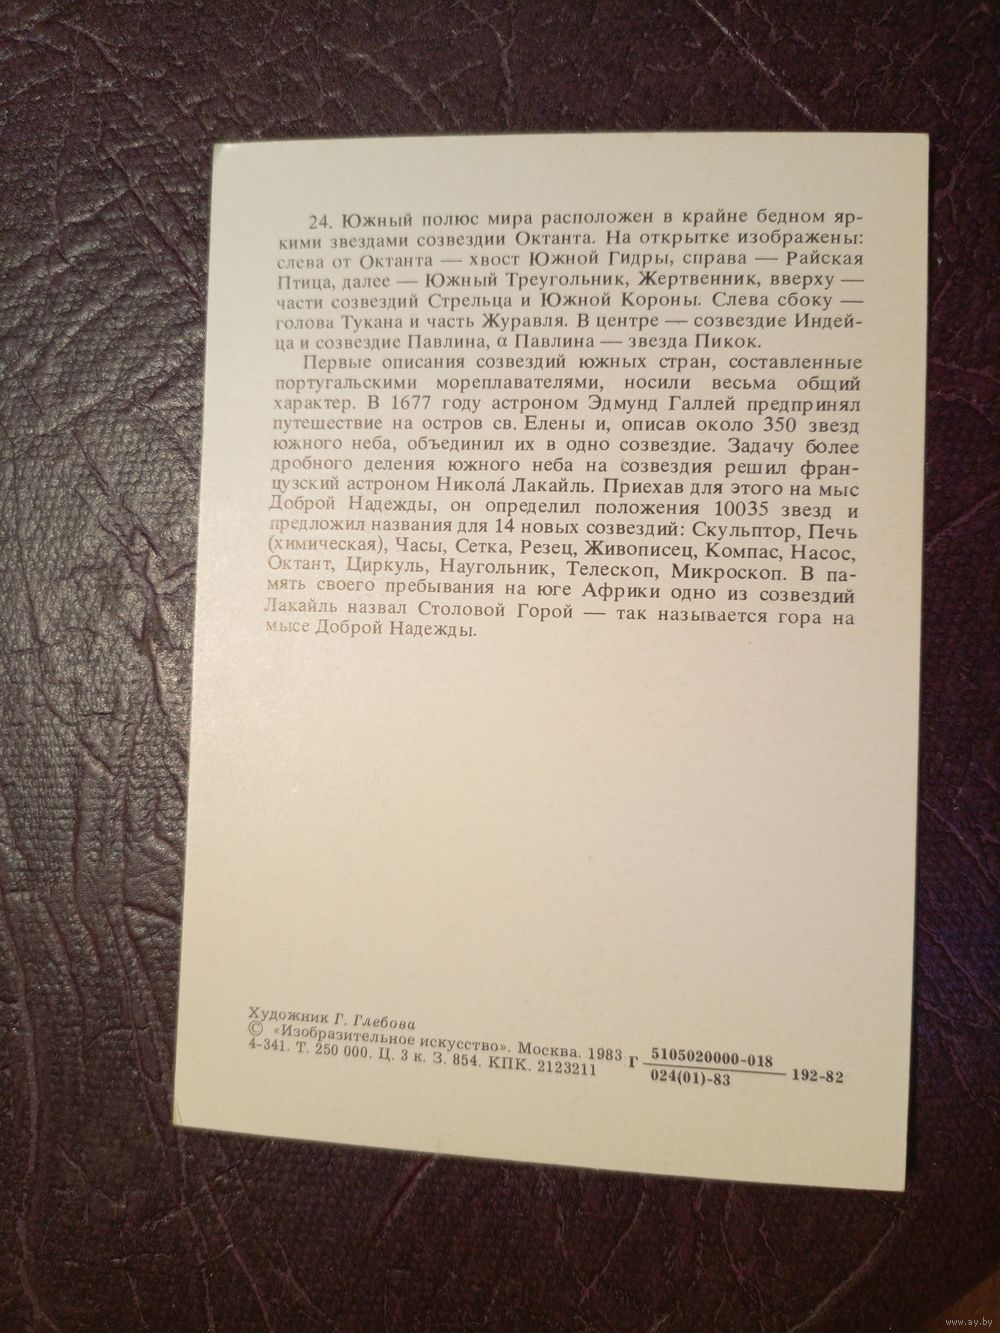 24. Южный полюс мира расположен в крайне бедном яр-
кими звездами созвездии Октанта. На открытке изображены:
слева от Октанта — хвост Южной Гидры, справа — Райская
Птица, далее — Южный Треугольник, Жертвенник, вверху —
части созвездий Стрельца и Южной Короны. Слева сбоку —
голова Тукана и часть Журавля. В центре — созвездие Индей-
ца и созвездие Павлина, α Павлина — звезда Пикок.
Первые описания созвездий южных стран, составленные
португальскими мореплавателями, носили весьма общий
характер. В 1677 году астроном Эдмунд Галлей предпринял
путешествие на остров св. Елены и, описав около 350 звезд
южного неба, объединил их в одно созвездие. Задачу более
дробного деления южного неба на созвездия решил фран-
цузский астроном Никола́ Лакайль. Приехав для этого на мыс
Доброй Надежды, он определил положения 10035 звезд и
предложил названия для 14 новых созвездий: Скульптор, Печь
(химическая), Часы, Сетка, Резец, Живописец, Компас, Насос,
Октант, Циркуль, Наугольник, Телескоп, Микроскоп. В па-
мять своего пребывания на юге Африки одно из созвездий
Лакайль назвал Столовой Горой — так называется гора на
мысе Доброй Надежды.
Художник Г. Глебова
© «Изобразительное искусство». Москва. 1983
4-341. Т. 250 000. Ц. 3 к. З. 854. КПК. 2123211
Г 5105020000-018
024(01)-83 192-82
www.ay.by